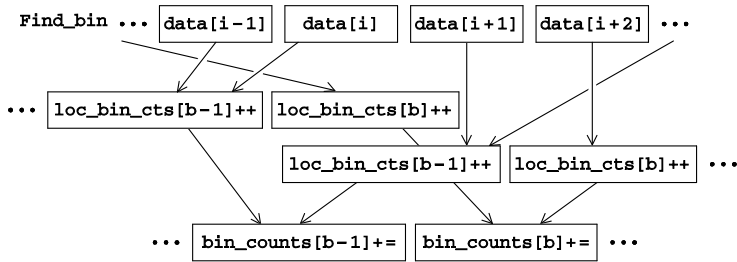 Find_bin ... data[i-1] data[i] data[i+1] data[i+2] ...
... loc_bin_cts[b-1]++ loc_bin_cts[b]++
loc_bin_cts[b-1]++ loc_bin_cts[b]++ ...
... bin_counts[b-1]+= bin_counts[b]+= ...